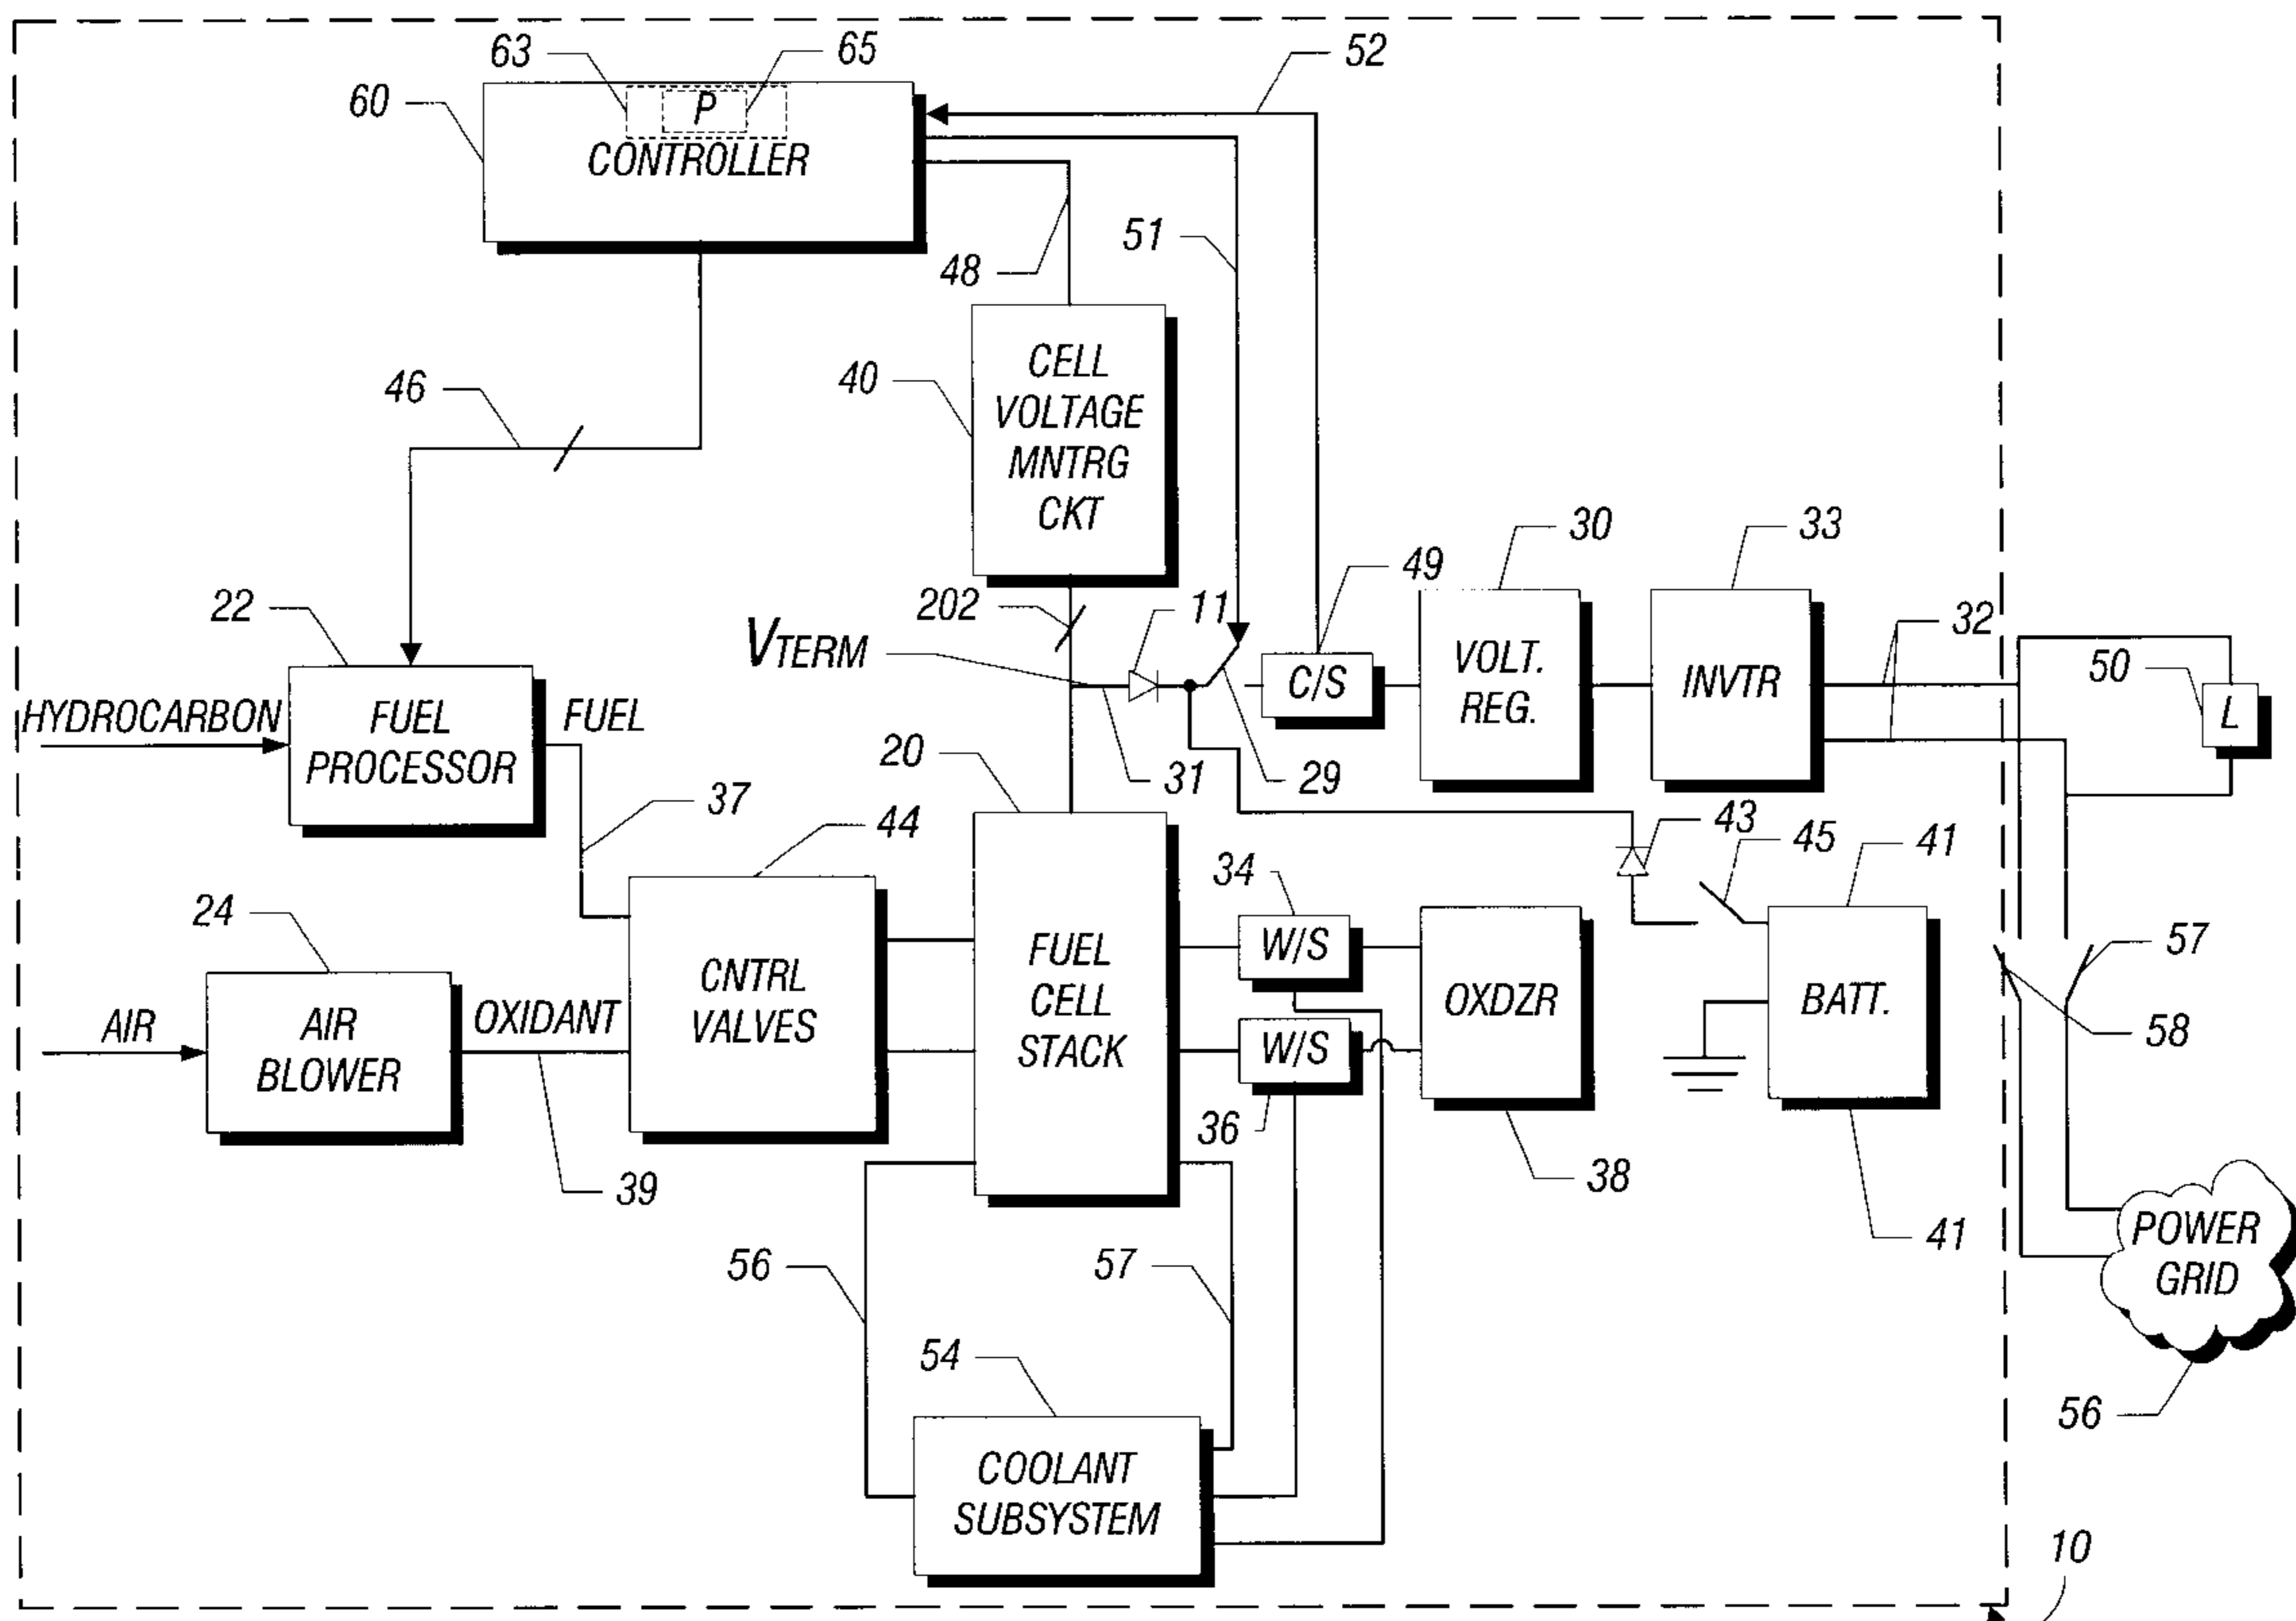 63
65
52
60
P
CONTROLLER
51
48
46
40
CELL
VOLTAGE
MNTRG
CKT
30
33
49
22
202
11
32
VTERM
50
VOLT.
REG.
INVTR
C/S
L
HYDROCARBON
FUEL
PROCESSOR
FUEL
20
31
29
37
44
43
45
41
34
24
FUEL
CELL
STACK
W/S
57
CNTRL
VALVES
OXDZR
BATT.
AIR
AIR
BLOWER
OXIDANT
W/S
58
36
39
38
41
POWER
GRID
56
57
54
56
COOLANT
SUBSYSTEM
10